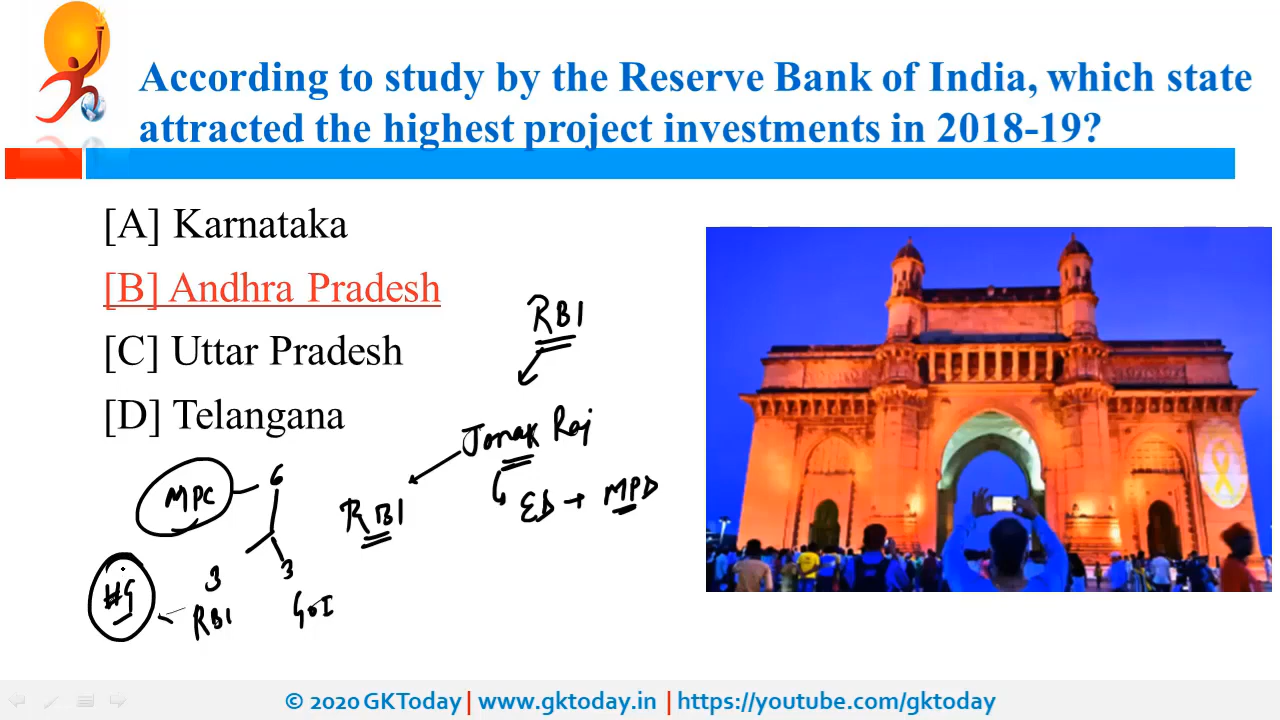 According to study by the Reserve Bank of India, which state
attracted the highest project investments in 2018-19?
[A] Karnataka
[B] Andhra Pradesh
[C] Uttar Pradesh
[D] Telangana
RBI
Janak Raj
ED → MPD
MPC 6
RBI
3 3
RBI GoI
© 2020 GKToday | www.gktoday.in | https://youtube.com/gktoday